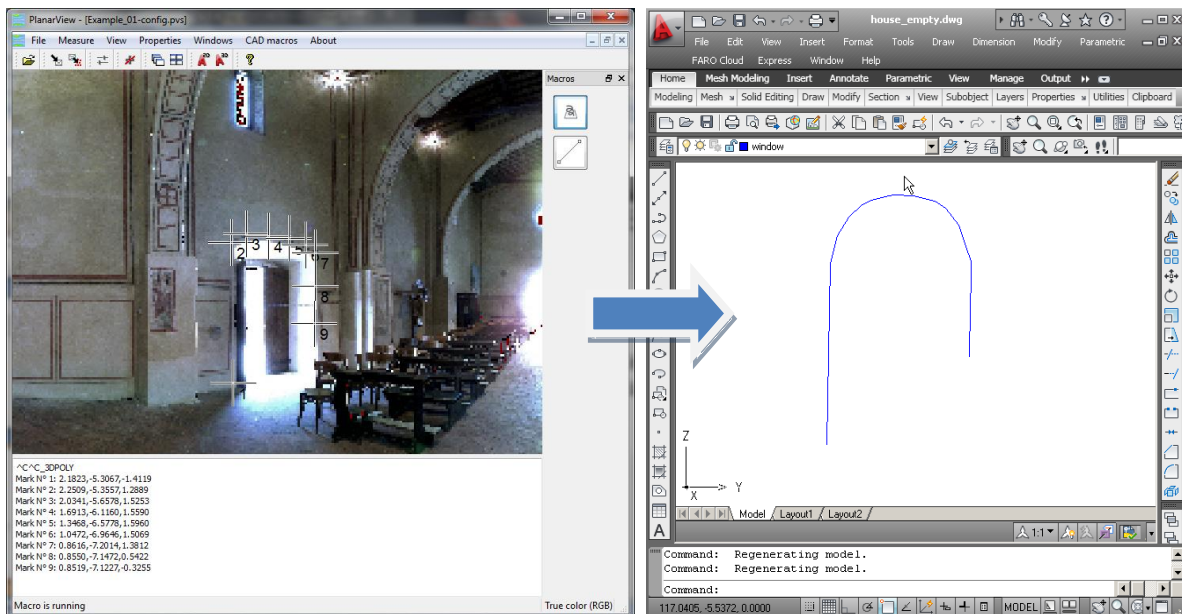 PlanarView - [Example_01-config.pvs]
File Measure View Properties Windows CAD macros About
Macros
2 3 4 5 6 7
8
9
^C^C_3DPOLY
Mark N° 1: 2.1823,-5.3067,-1.4119
Mark N° 2: 2.2509,-5.3557,1.2889
Mark N° 3: 2.0341,-5.6578,1.5253
Mark N° 4: 1.6913,-6.1160,1.5590
Mark N° 5: 1.3468,-6.5778,1.5960
Mark N° 6: 1.0472,-6.9646,1.5069
Mark N° 7: 0.8616,-7.2014,1.3812
Mark N° 8: 0.8550,-7.1472,0.5422
Mark N° 9: 0.8519,-7.1227,-0.3255
Macro is running True color (RGB)
house_empty.dwg
File Edit View Insert Format Tools Draw Dimension Modify Parametric
FARO Cloud Express Window Help
Home Mesh Modeling Insert Annotate Parametric View Manage Output
Modeling Mesh Solid Editing Draw Modify Section View Subobject Layers Properties Utilities Clipboard
window
Z
Y
X
Model Layout1 Layout2
A
1:1
Command: Regenerating model.
Command: Regenerating model.
Command:
117.0405, -5.5372, 0.0000 MODEL